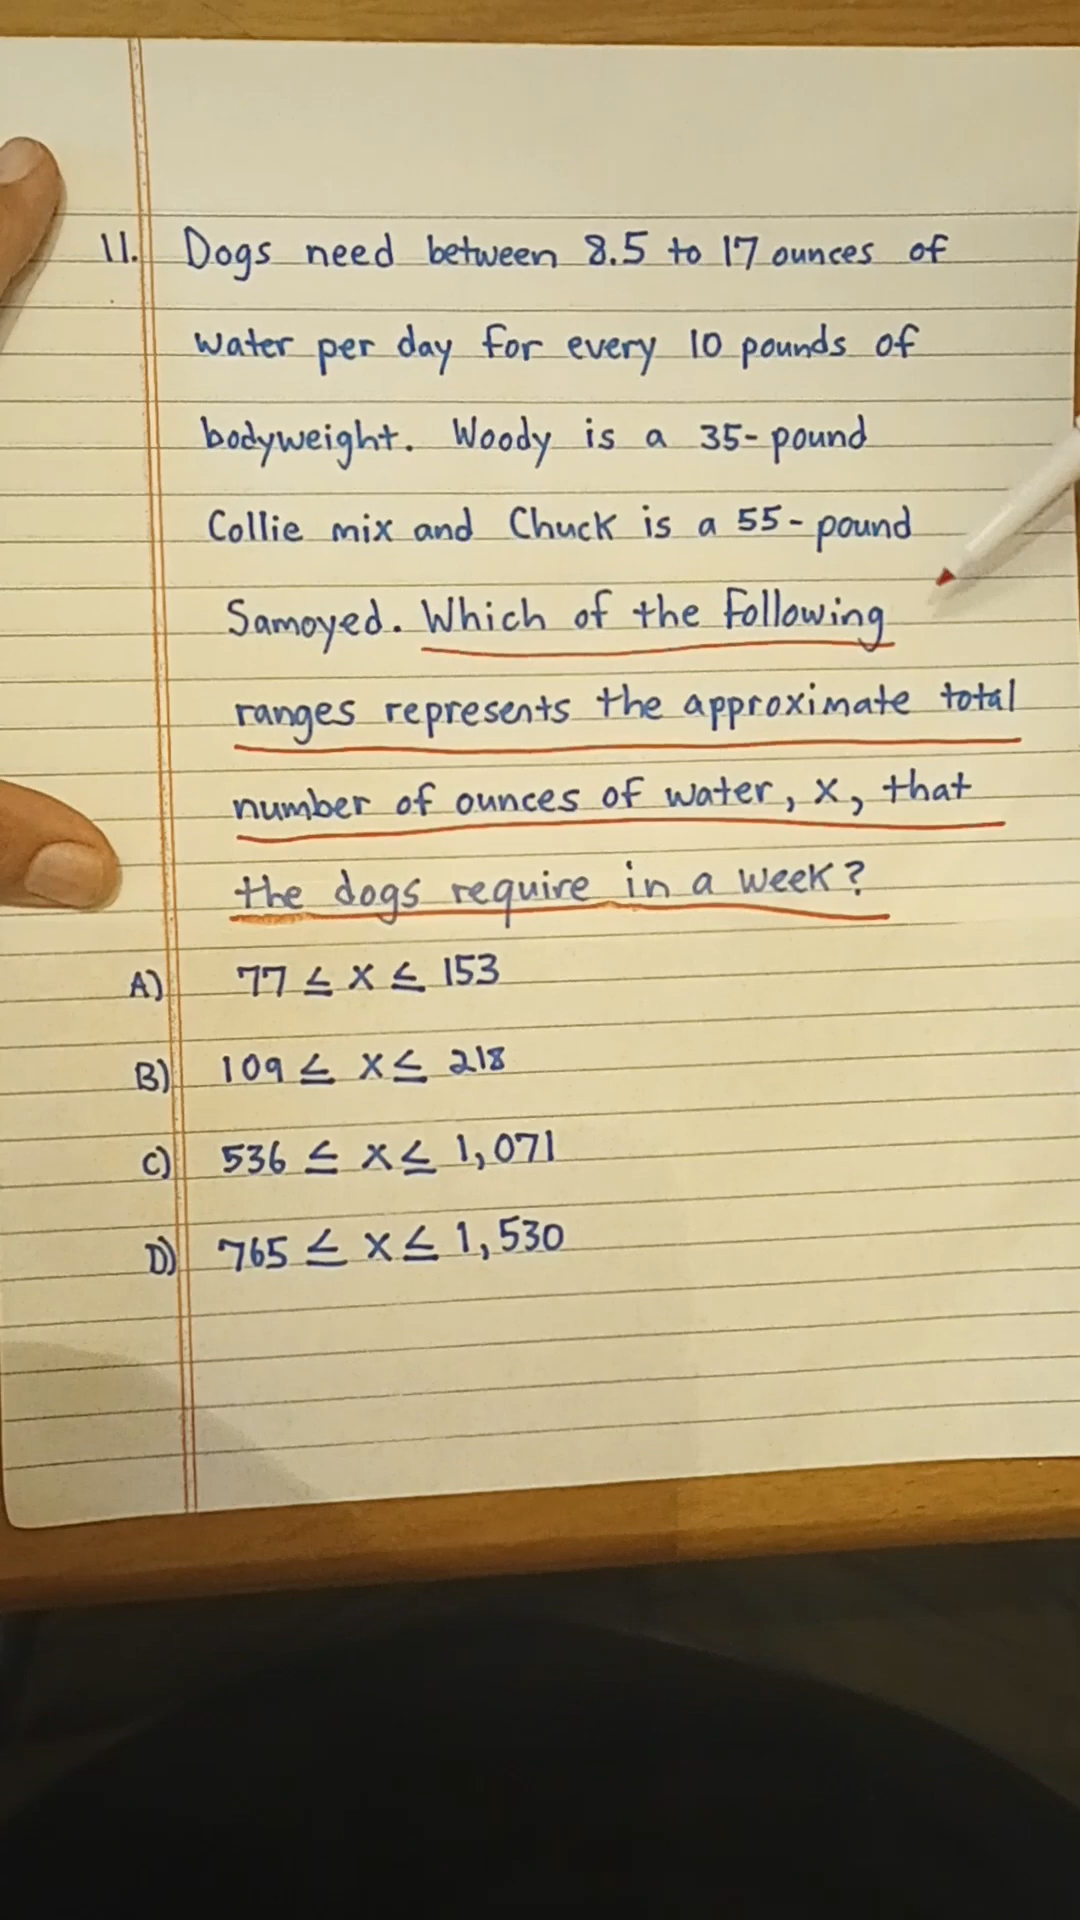 11. Dogs need between 8.5 to 17 ounces of
water per day for every 10 pounds of
bodyweight. Woody is a 35-pound
Collie mix and Chuck is a 55-pound
Samoyed. Which of the following
ranges represents the approximate total
number of ounces of water, x, that
the dogs require in a week?
A) 77 ≤ x ≤ 153
B) 109 ≤ x ≤ 218
C) 536 ≤ x ≤ 1,071
D) 765 ≤ x ≤ 1,530